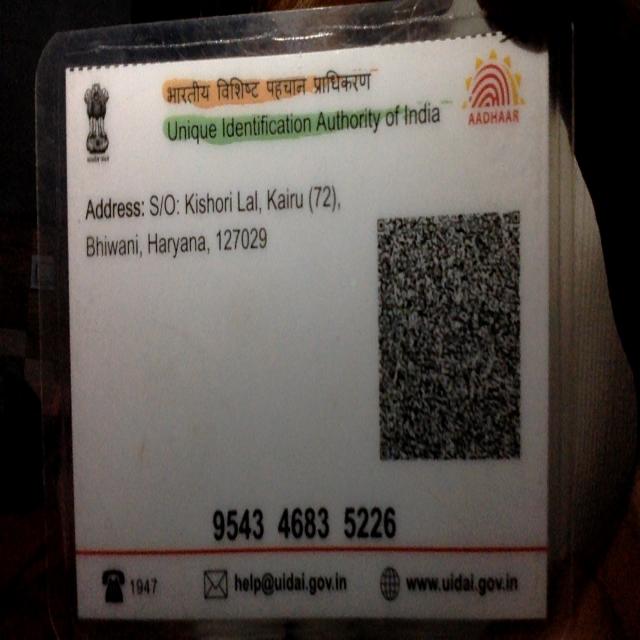 भारतीय विशिष्ट पहचान प्राधिकरण
Unique Identification Authority of India
AADHAAR
Address: S/O: Kishori Lal, Kairu (72),
Bhiwani, Haryana, 127029
9543 4683 5226
1947 help@uidai.gov.in www.uidai.gov.in